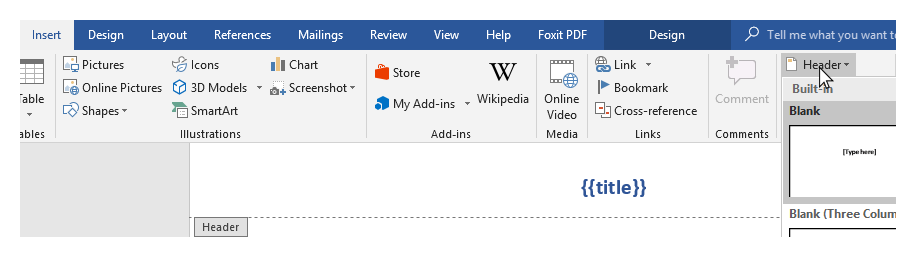 Insert Design Layout References Mailings Review View Help Foxit PDF Design Tell me what you want to
Pictures Icons Chart Store W Link Header
Table Online Pictures 3D Models Screenshot My Add-ins Wikipedia Online Video Bookmark Comment Built-in
Shapes SmartArt Cross-reference Blank
Tables Illustrations Add-ins Media Links Comments
[Type here]
{{title}}
Blank (Three Colum
Header